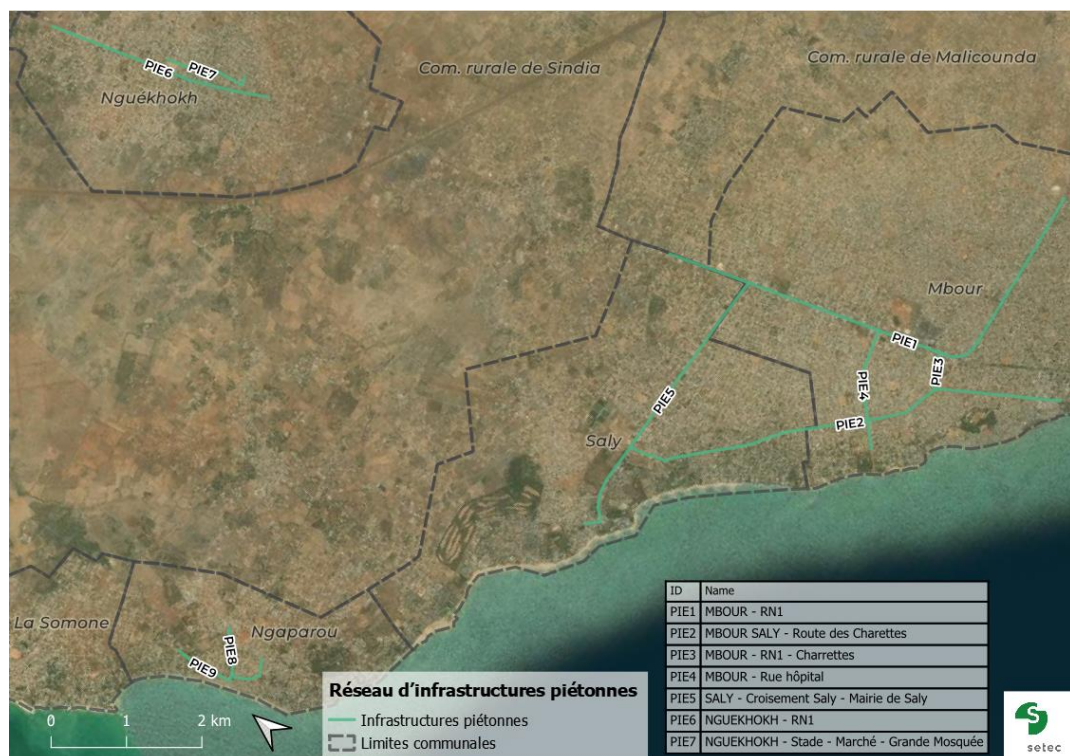 Com. rurale de Malicounda
Com. rurale de Sindia
PIE6
PIE7
Nguékhokh
Mbour
PIE1
PIE3
PIE4
PIE5
PIE2
Saly
La Somone
Ngaparou
PIE8
PIE9
0 1 2 km
Réseau d'infrastructures piétonnes
Infrastructures piétonnes
Limites communales
ID Name
PIE1 MBOUR - RN1
PIE2 MBOUR SALY - Route des Charettes
PIE3 MBOUR - RN1 - Charrettes
PIE4 MBOUR - Rue hôpital
PIE5 SALY - Croisement Saly - Mairie de Saly
PIE6 NGUEKHOKH - RN1
PIE7 NGUEKHOKH - Stade - Marché - Grande Mosquée
setec